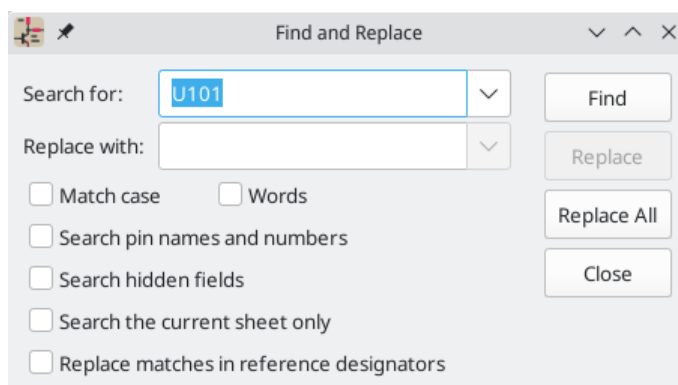 Find and Replace
Search for: U101 Find
Replace with: Replace
Match case Words Replace All
Search pin names and numbers
Search hidden fields Close
Search the current sheet only
Replace matches in reference designators